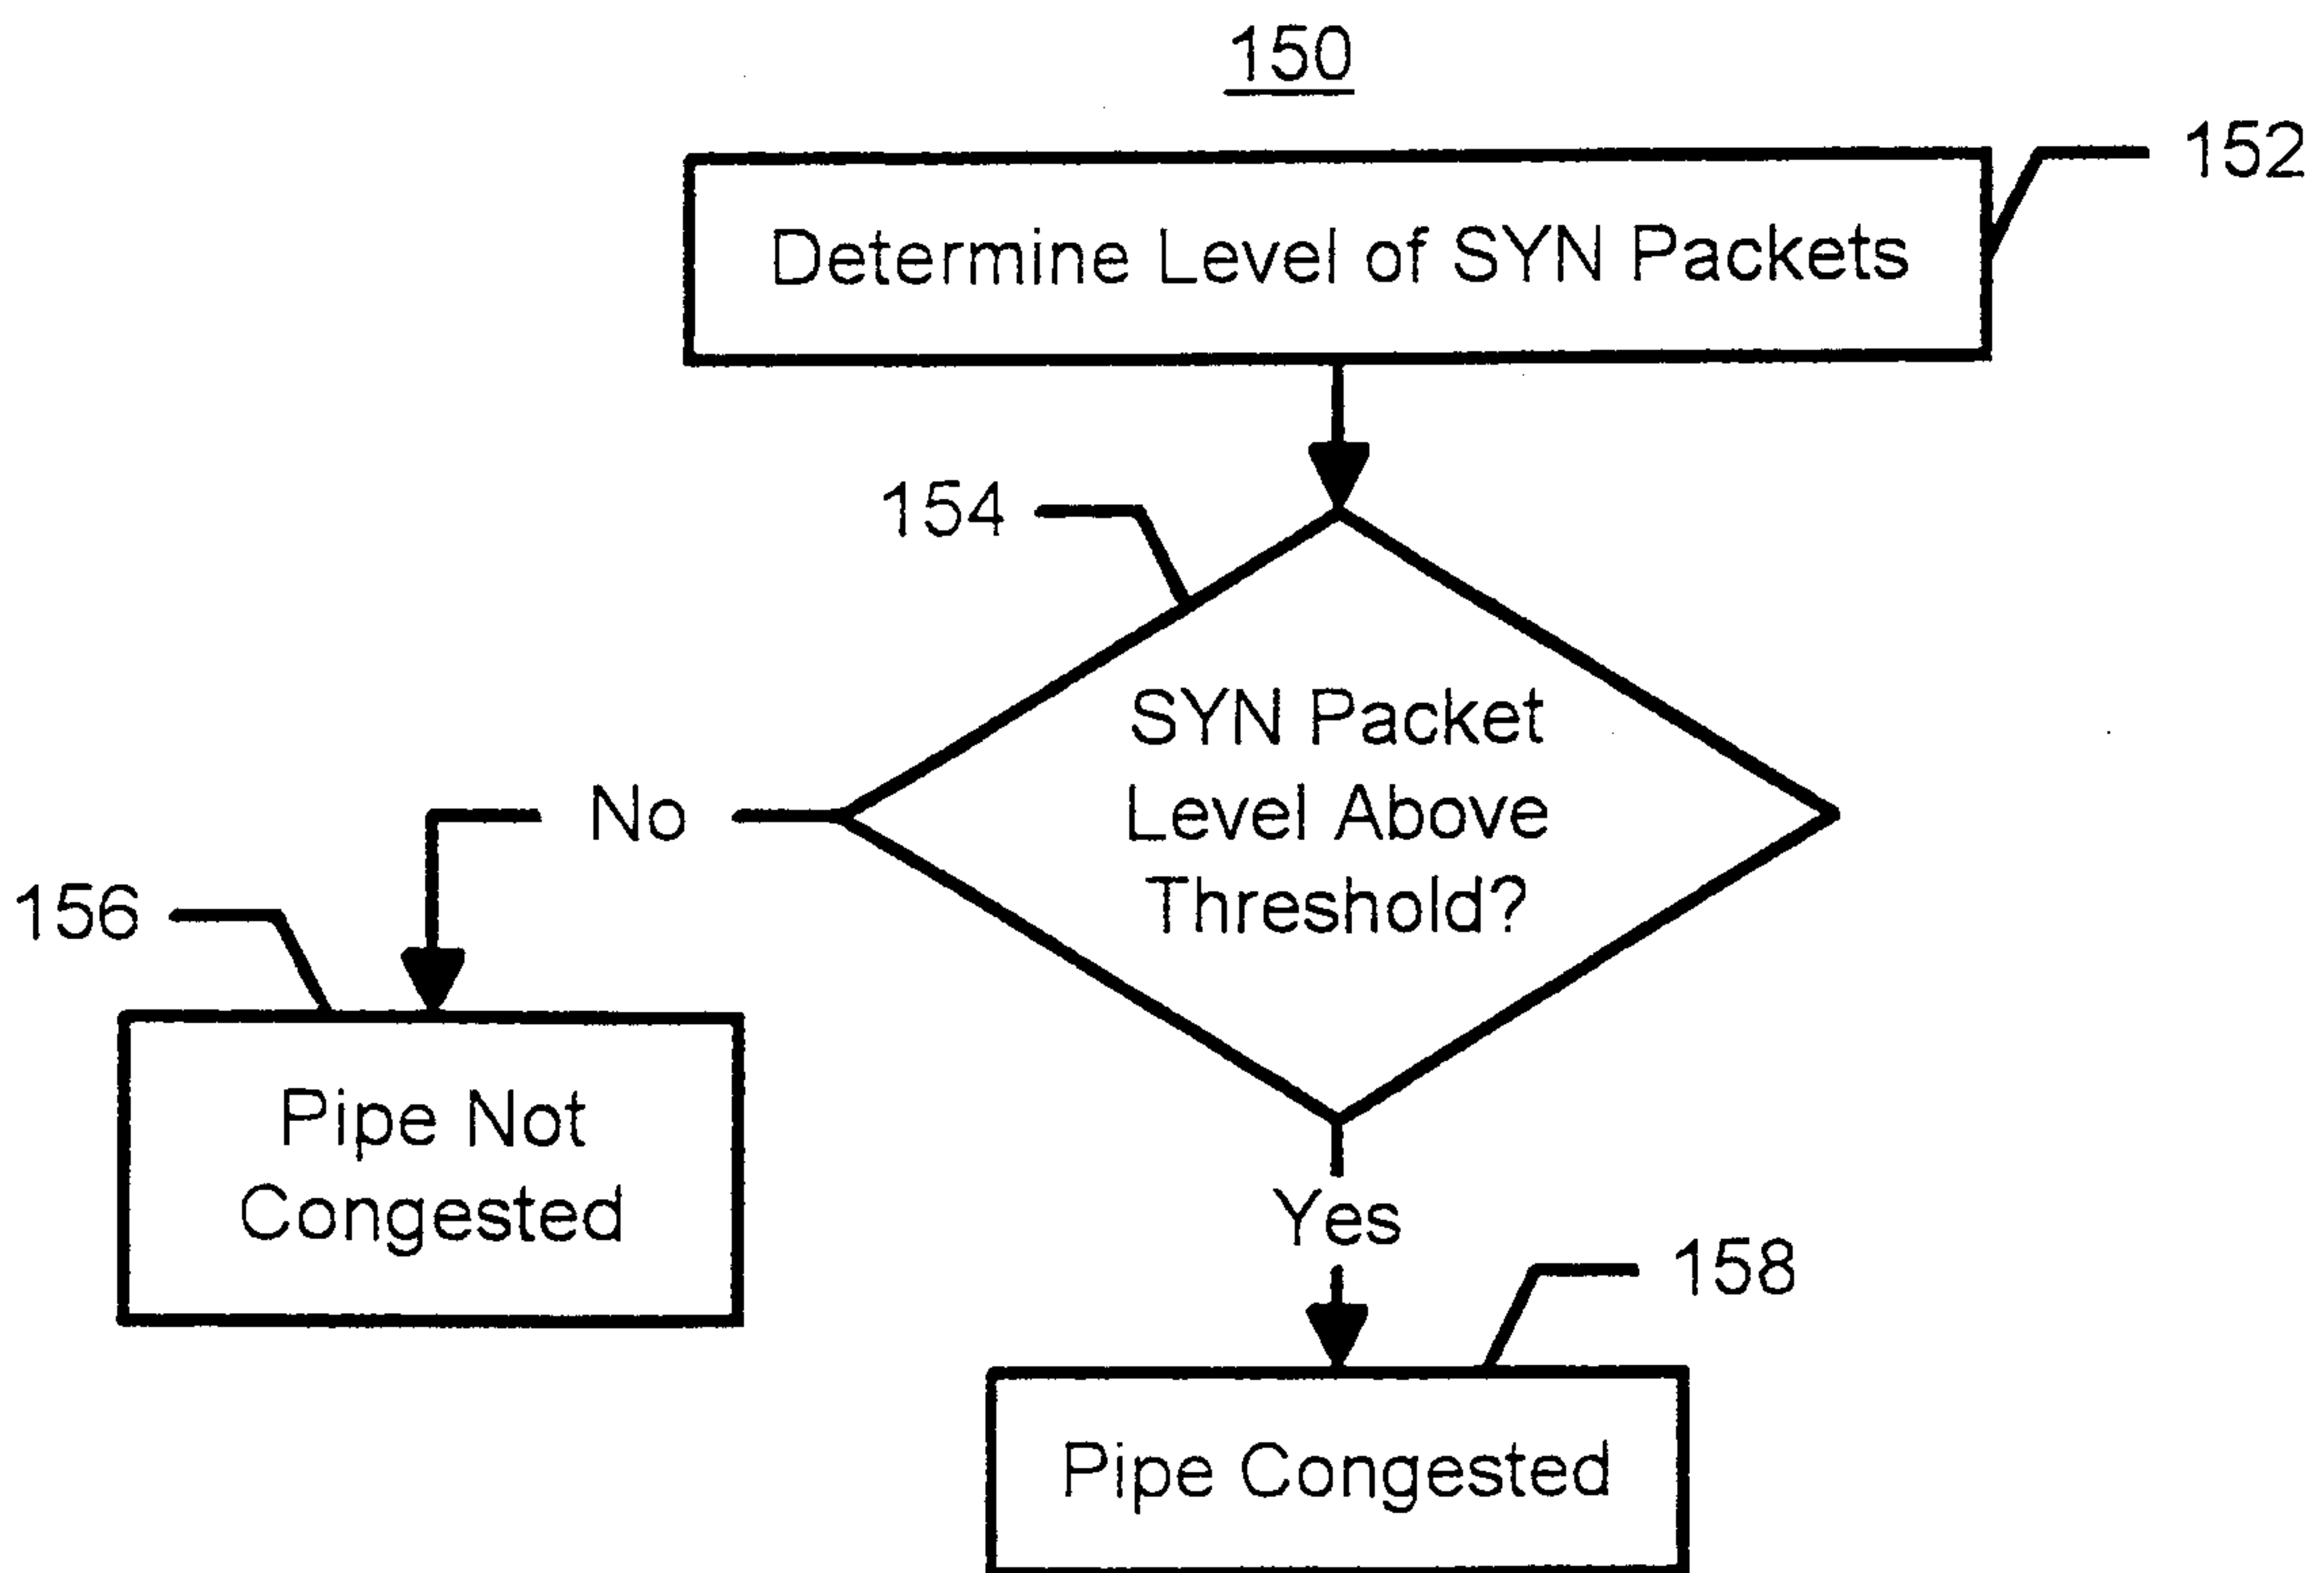 150
152
Determine Level of SYN Packets
154
SYN Packet
Level Above
Threshold?
No
156
Pipe Not
Congested
Yes
158
Pipe Congested